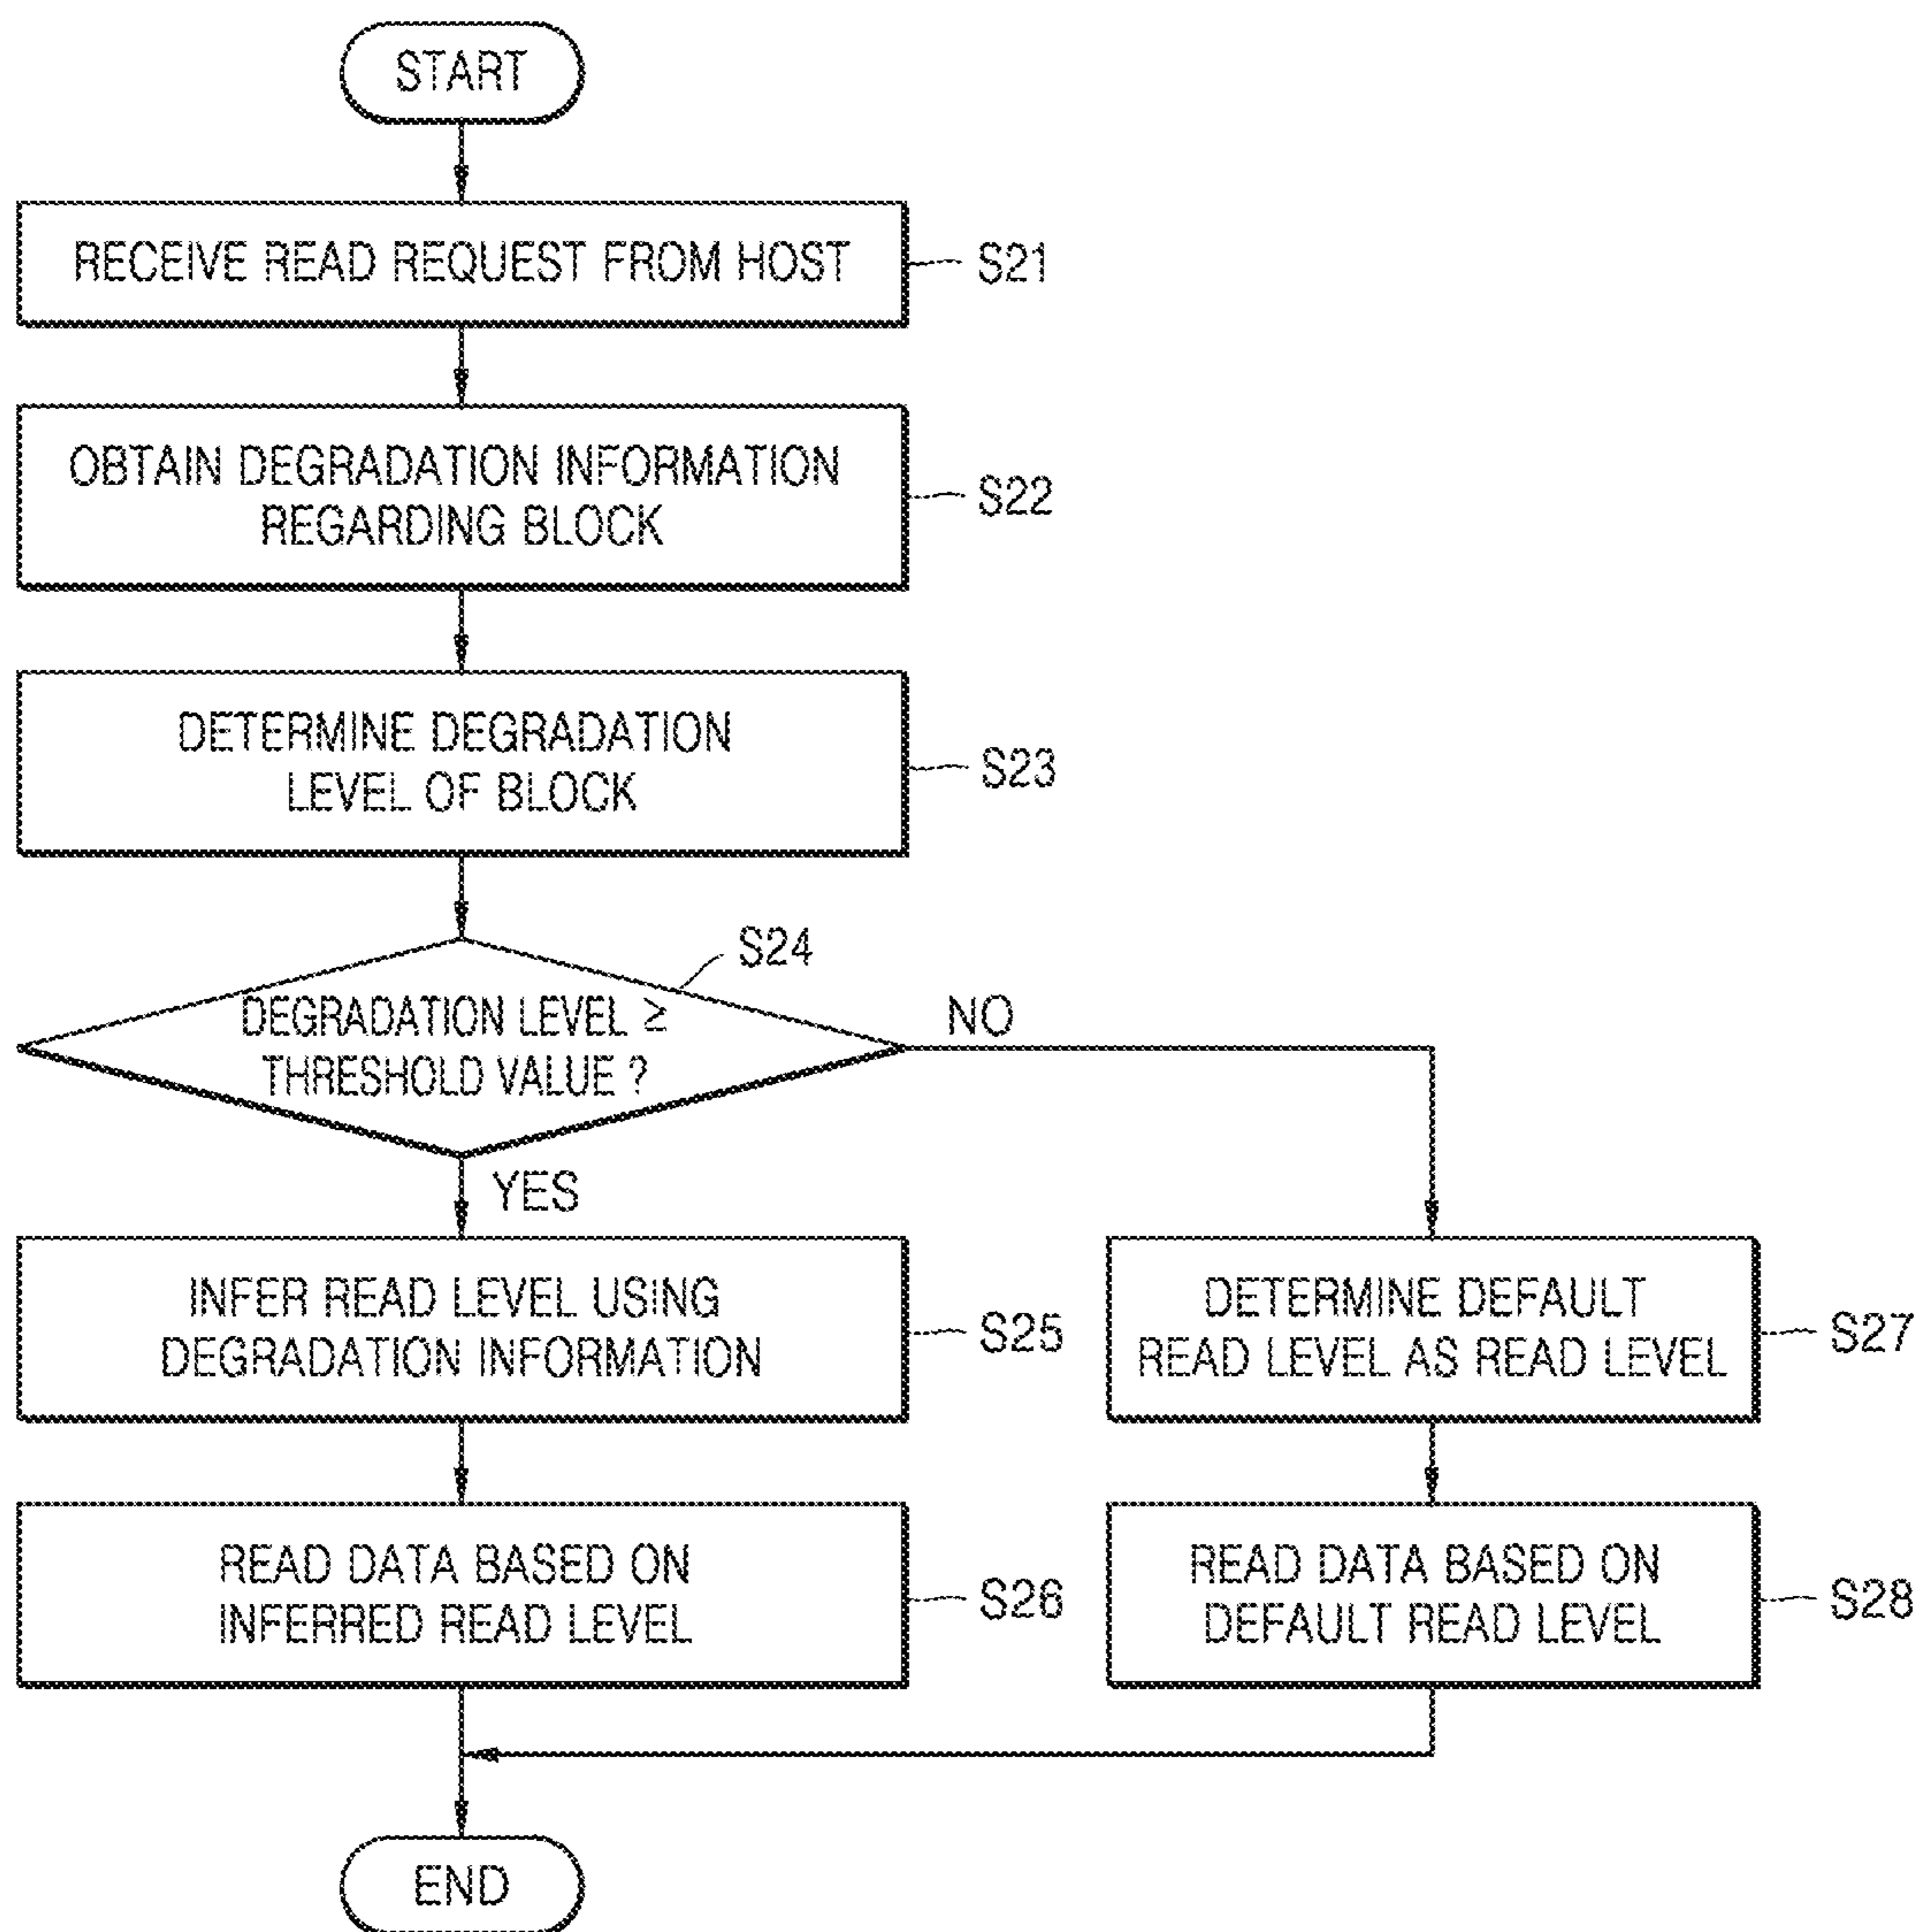 START
RECEIVE READ REQUEST FROM HOST
S21
OBTAIN DEGRADATION INFORMATION
REGARDING BLOCK
S22
DETERMINE DEGRADATION
LEVEL OF BLOCK
S23
S24
DEGRADATION LEVEL ≥
THRESHOLD VALUE ?
NO
YES
INFER READ LEVEL USING
DEGRADATION INFORMATION
S25
DETERMINE DEFAULT
READ LEVEL AS READ LEVEL
S27
READ DATA BASED ON
INFERRED READ LEVEL
S26
READ DATA BASED ON
DEFAULT READ LEVEL
S28
END